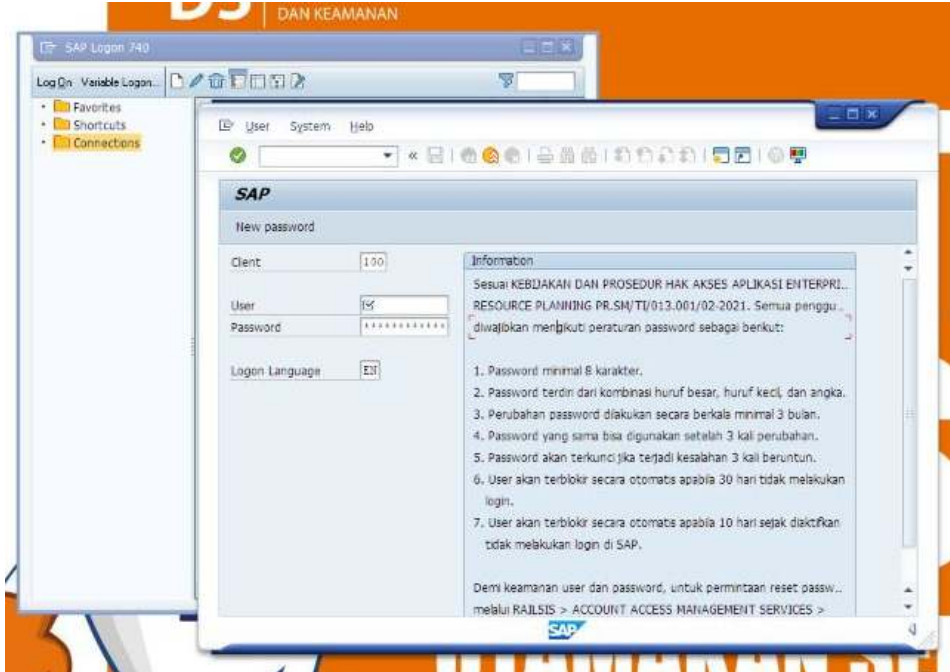 DAN KEAMANAN
SAP Logon 740
Log On Variable Logon...
Favorites
Shortcuts
Connections
User System Help
SAP
New password
Client 100
User
Password ************
Logon Language EN
Information
Sesuai KEBIJAKAN DAN PROSEDUR HAK AKSES APLIKASI ENTERPRI..
RESOURCE PLANNING PR.SM/TI/013.001/02-2021. Semua penggu..
diwajibkan mengikuti peraturan password sebagai berikut:
1. Password minimal 8 karakter.
2. Password terdiri dari kombinasi huruf besar, huruf kecil, dan angka.
3. Perubahan password dilakukan secara berkala minimal 3 bulan.
4. Password yang sama bisa digunakan setelah 3 kali perubahan.
5. Password akan terkunci jika terjadi kesalahan 3 kali beruntun.
6. User akan terblokir secara otomatis apabila 30 hari tidak melakukan
login.
7. User akan terblokir secara otomatis apabila 10 hari sejak diaktifkan
tidak melakukan login di SAP.
Demi keamanan user dan password, untuk permintaan reset passw..
melalui RAILSIS > ACCOUNT ACCESS MANAGEMENT SERVICES >
SAP